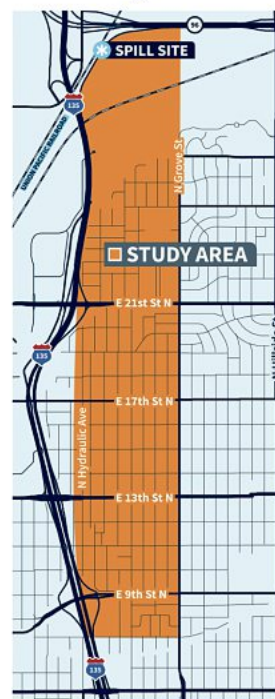 96
SPILL SITE
135
UNION PACIFIC RAILROAD
N Grove St
STUDY AREA
E 21st St N
135
E 17th St N
N Hydraulic Ave
E 13th St N
E 9th St N
135